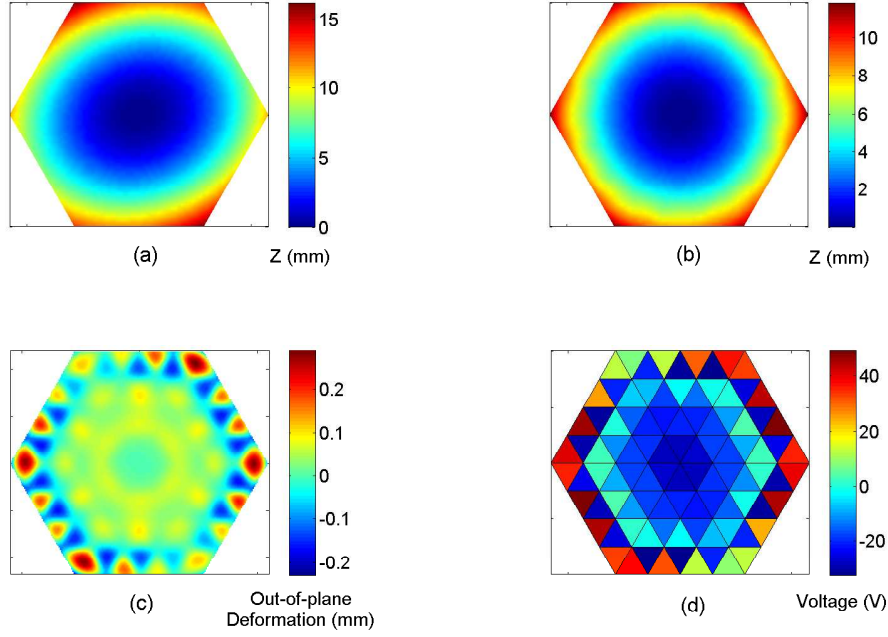 15
10
5
0
(a)
Z (mm)
10
8
6
4
2
(b)
Z (mm)
0.2
0.1
0
-0.1
-0.2
(c)
Out-of-plane
Deformation (mm)
40
20
0
-20
(d)
Voltage (V)